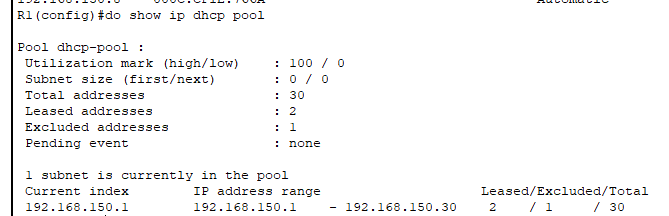 R1(config)#do show ip dhcp pool
Pool dhcp-pool :
Utilization mark (high/low) : 100 / 0
Subnet size (first/next) : 0 / 0
Total addresses : 30
Leased addresses : 2
Excluded addresses : 1
Pending event : none
1 subnet is currently in the pool
Current index IP address range Leased/Excluded/Total
192.168.150.1 192.168.150.1 - 192.168.150.30 2 / 1 / 30